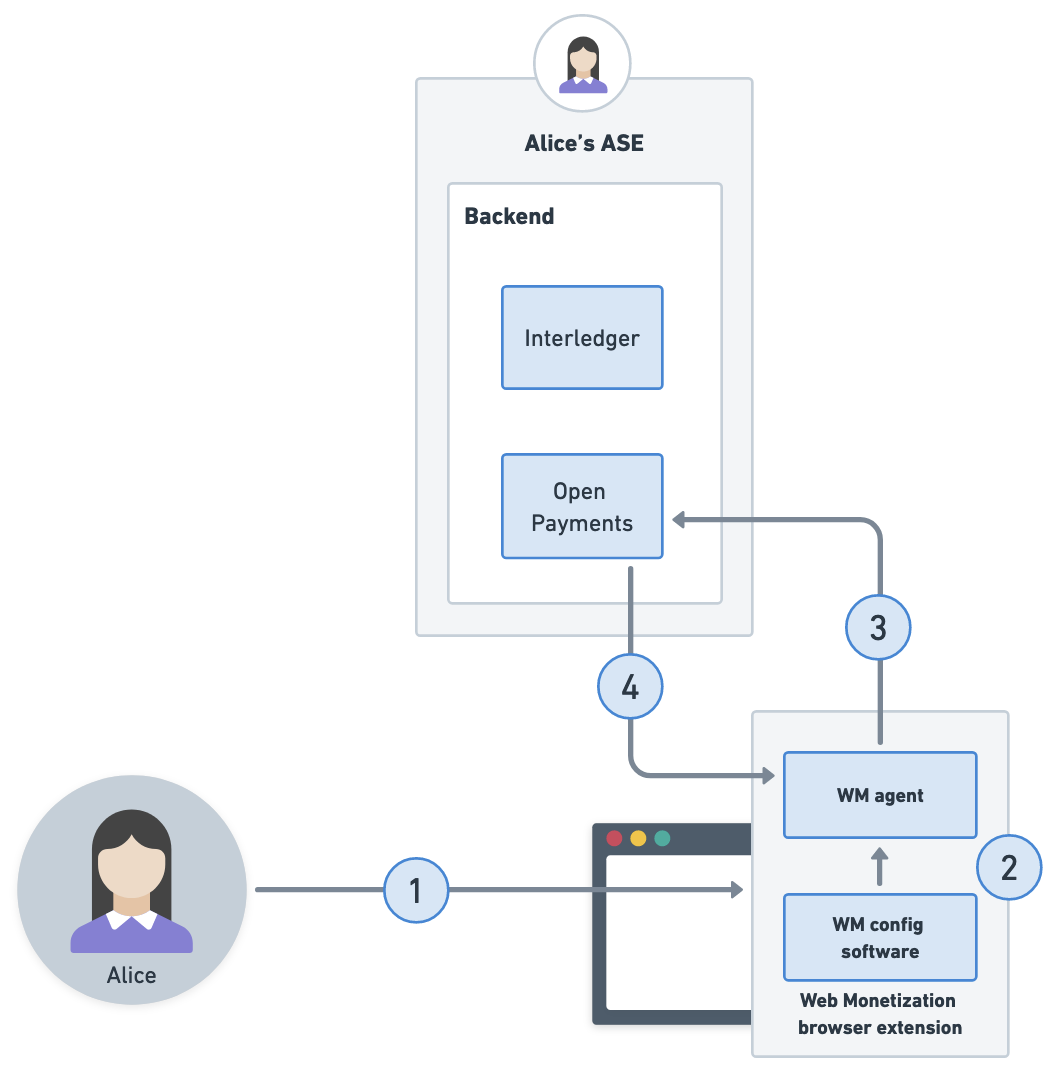 Alice’s ASE
Backend
Interledger
Open
Payments
3
4
WM agent
2
1
WM config
software
Alice
Web Monetization
browser extension